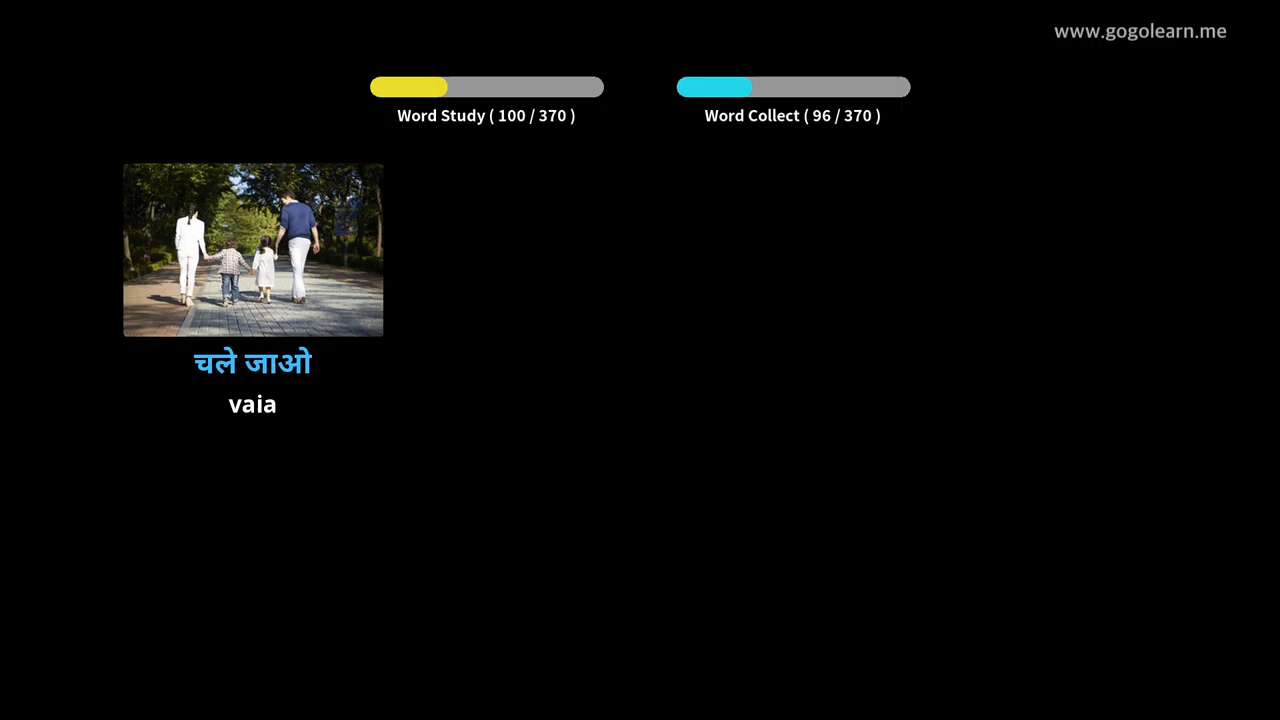 www.gogolearn.me
Word Study ( 100 / 370 )
Word Collect ( 96 / 370 )
चले जाओ
vaia